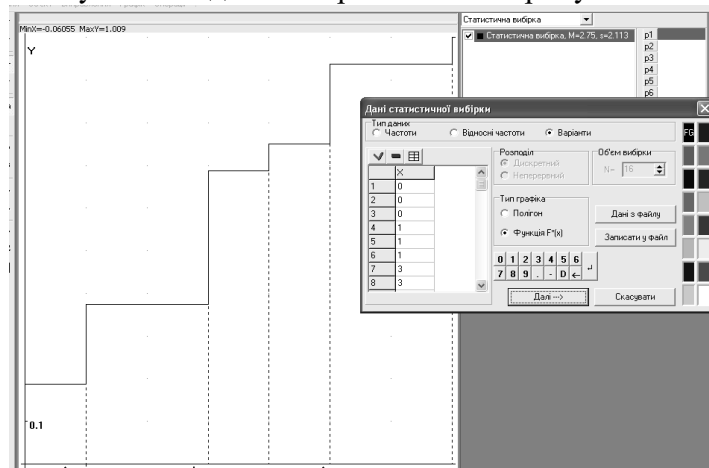 Статистична вибірка
MinX=-0.06055 MaxY=1.009
Статистична вибірка, M=2.75, s=2.113
p1
p2
p3
p4
p5
p6
Y
0.1
Дані статистичної вибірки
Тип даних
Частоти
Відносні частоти
Варіанти
FG
X
1 0
2 0
3 0
4 1
5 1
6 1
7 3
8 3
Розподіл
Дискретний
Неперервний
Об'єм вибірки
N= 16
Тип графіка
Полігон
Функція F*(x)
Дані з файлу
Записати у файл
0 1 2 3 4 5 6
7 8 9 . - D ←
Далі --->
Скасувати